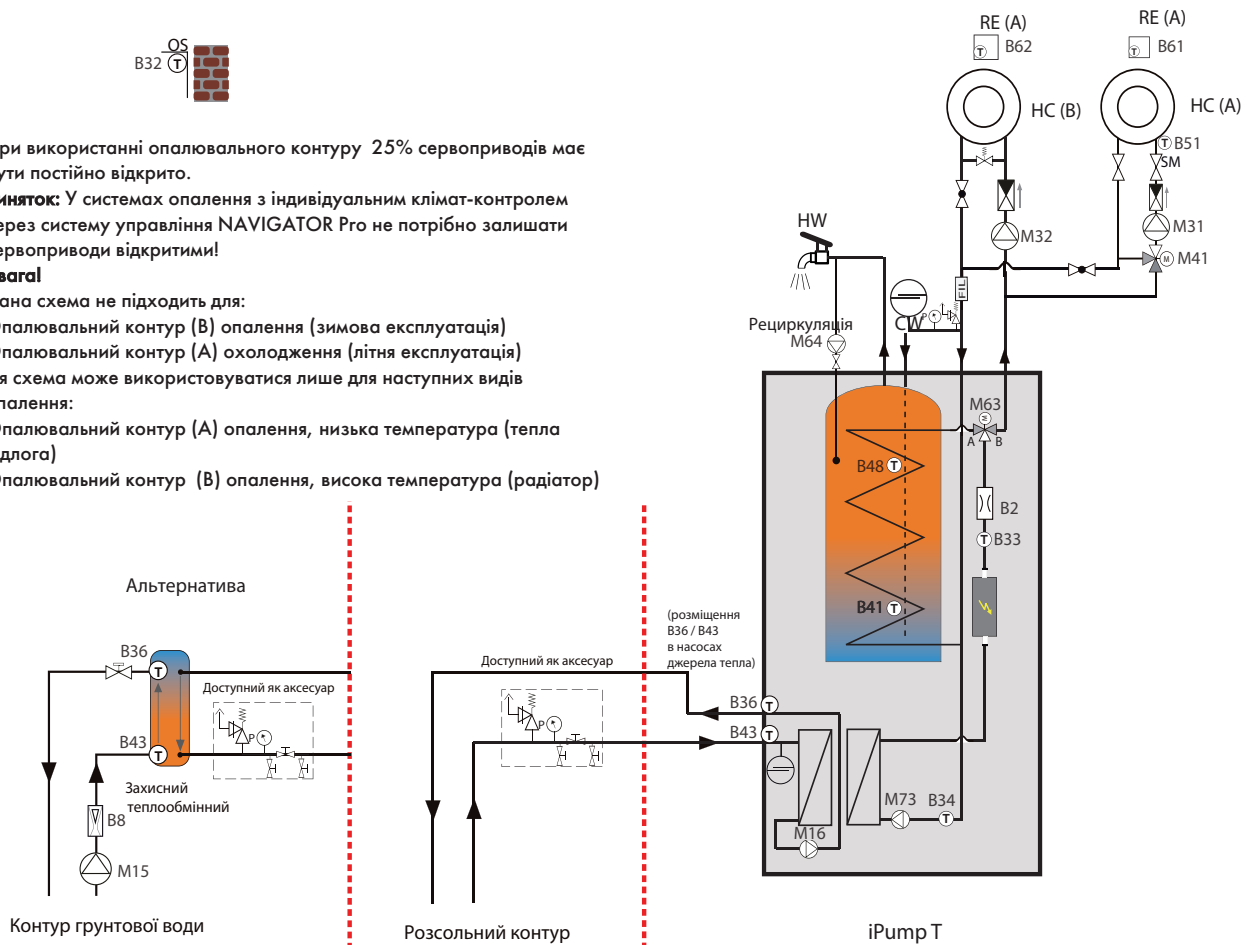 RE (A)
B62
RE (A)
B61
OS
B32 T
HC (B)
HC (A)
B51
SM
ри використанні опалювального контуру 25% сервоприводів має
ути постійно відкрито.
иняток: У системах опалення з індивідуальним клімат-контролем
ерез систему управління NAVIGATOR Pro не потрібно залишати
ервоприводи відкритими!
вага!
ана схема не підходить для:
Опалювальний контур (B) опалення (зимова експлуатація)
Опалювальний контур (A) охолодження (літня експлуатація)
я схема може використовуватися лише для наступних видів
палення:
Опалювальний контур (A) опалення, низька температура (тепла
длога)
Опалювальний контур (B) опалення, висока температура (радіатор)
HW
M32
M31
M M41
FIL
CW
P
Рециркуляція
M64
M63
M
A B
B48 T
B2
T B33
B41 T
Альтернатива
(розміщення
B36 / B43
в насосах
джерела тепла)
B36
T
Доступний як аксесуар
Доступний як аксесуар
P
B43
T
Захисний
теплообмінний
B8
M15
P
B36 T
B43 T
M16
M73
B34
T
Контур грунтової води
Розсольний контур
iPump T